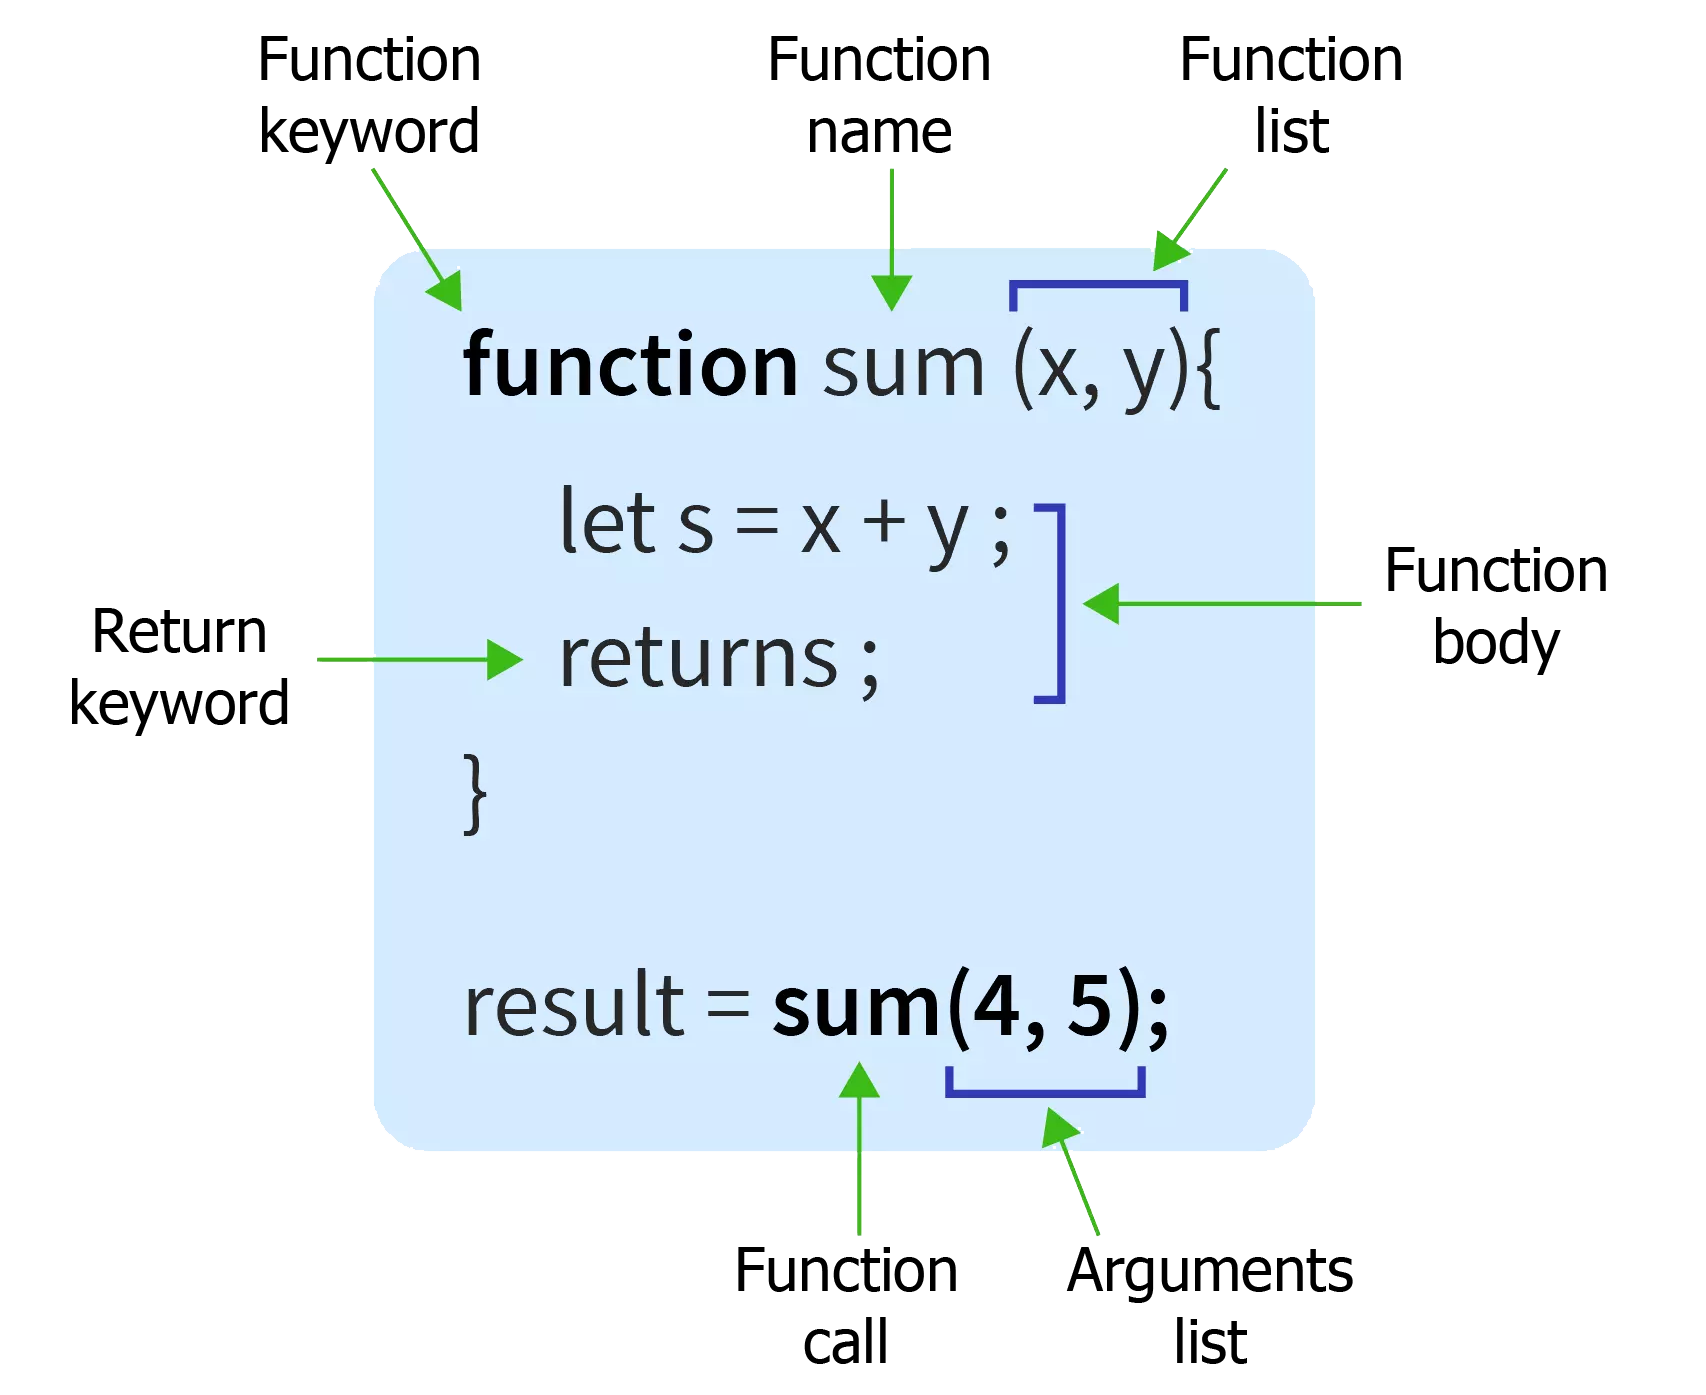 Function
keyword
Function
name
Function
list
function sum (x, y){
let s = x + y ;
Function
body
Return
keyword
returns ;
}
result = sum(4, 5);
Function
call
Arguments
list